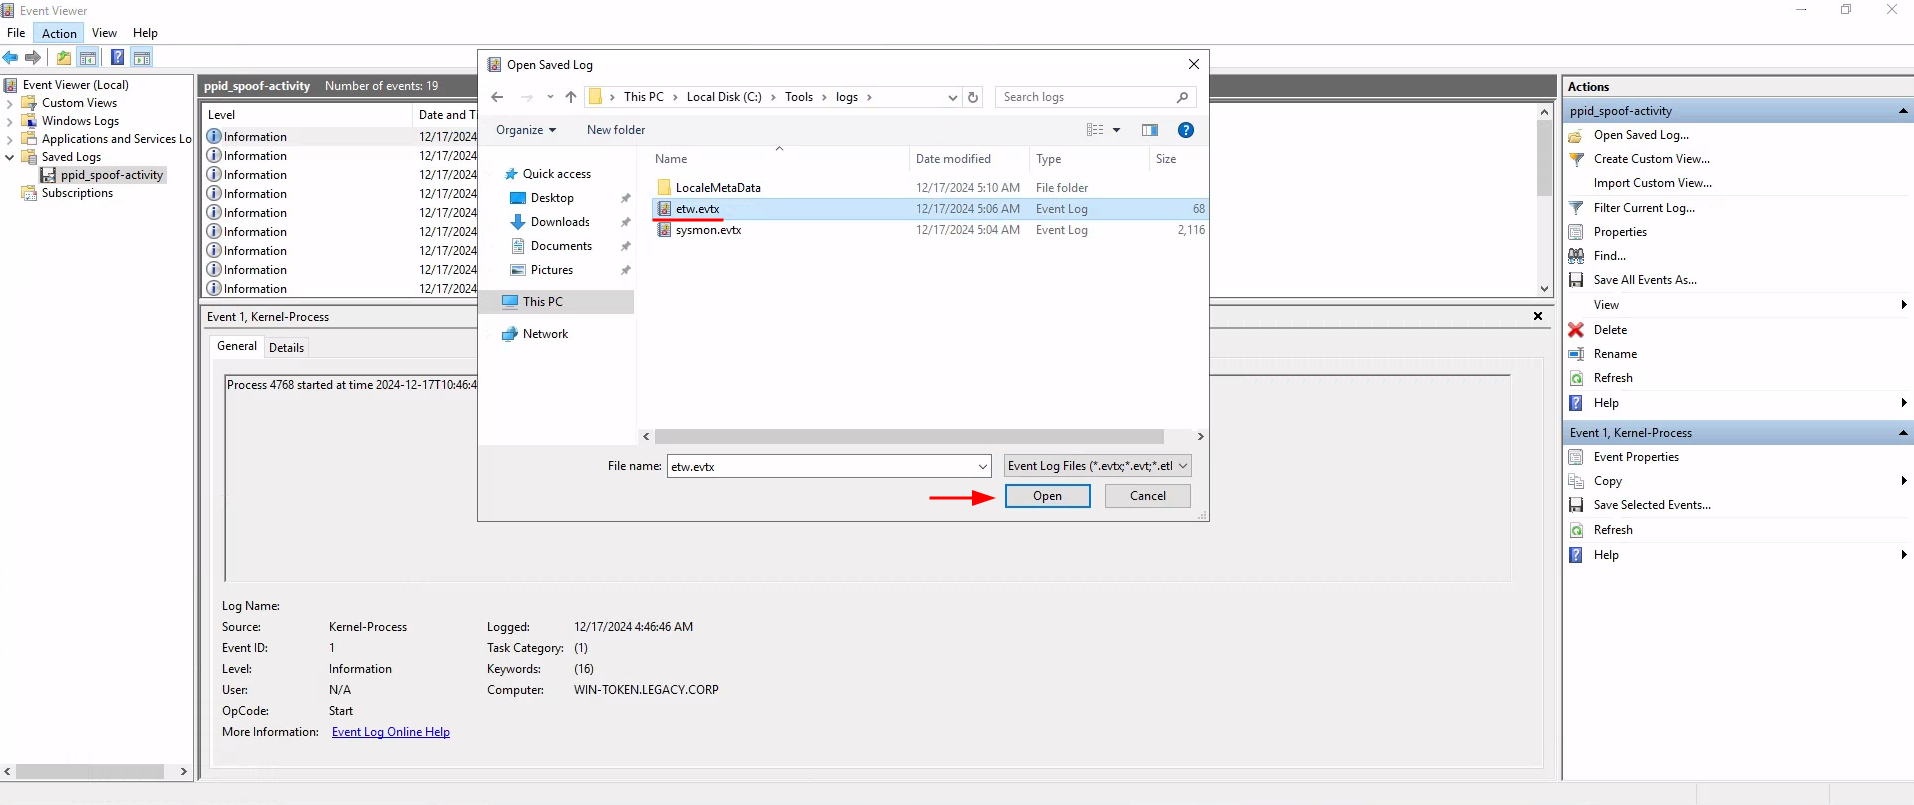 Event Viewer
File Action View Help
Event Viewer (Local)
Custom Views
Windows Logs
Applications and Services Lo
Saved Logs
ppid_spoof-activity
Subscriptions
ppid_spoof-activity Number of events: 19
Level Date and Ti
Information 12/17/2024
Information 12/17/2024
Information 12/17/2024
Information 12/17/2024
Information 12/17/2024
Information 12/17/2024
Information 12/17/2024
Information 12/17/2024
Information 12/17/2024
Event 1, Kernel-Process
General Details
Process 4768 started at time 2024-12-17T10:46:4
Log Name:
Source: Kernel-Process Logged: 12/17/2024 4:46:46 AM
Event ID: 1 Task Category: (1)
Level: Information Keywords: (16)
User: N/A Computer: WIN-TOKEN.LEGACY.CORP
OpCode: Start
More Information: Event Log Online Help
Open Saved Log
This PC Local Disk (C:) Tools logs
Search logs
Organize New folder
Quick access
Desktop
Downloads
Documents
Pictures
This PC
Network
Name Date modified Type Size
LocaleMetaData 12/17/2024 5:10 AM File folder
etw.evtx 12/17/2024 5:06 AM Event Log 68
sysmon.evtx 12/17/2024 5:04 AM Event Log 2,116
File name: etw.evtx Event Log Files (*.evtx;*.evt;*.etl
Open Cancel
Actions
ppid_spoof-activity
Open Saved Log...
Create Custom View...
Import Custom View...
Filter Current Log...
Properties
Find...
Save All Events As...
View
Delete
Rename
Refresh
Help
Event 1, Kernel-Process
Event Properties
Copy
Save Selected Events...
Refresh
Help